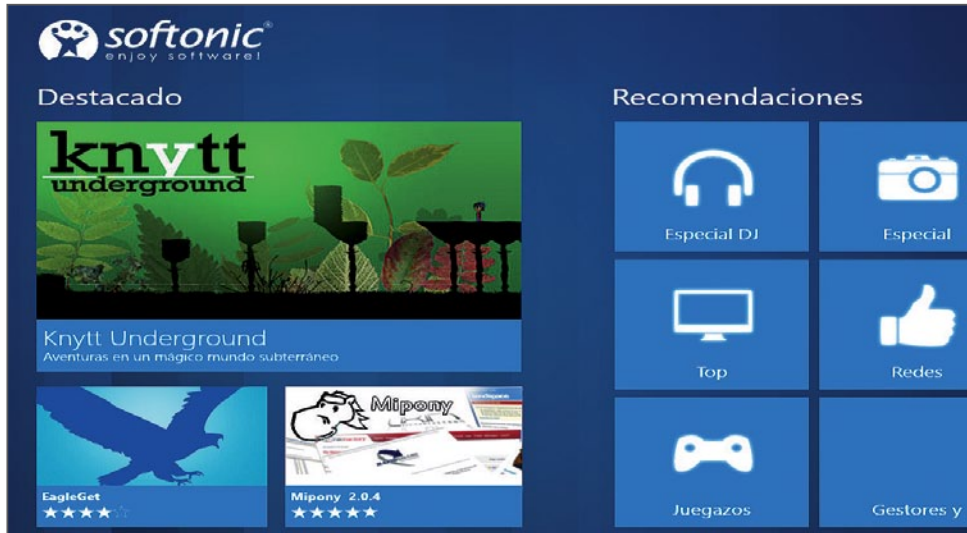 softonic®
enjoy software!
Destacado
Recomendaciones
knytt
underground
Knytt Underground
Aventuras en un mágico mundo subterráneo
EagleGet
Mipony
Mipony 2.0.4
Especial DJ
Especial
Top
Redes
Juegazos
Gestores y